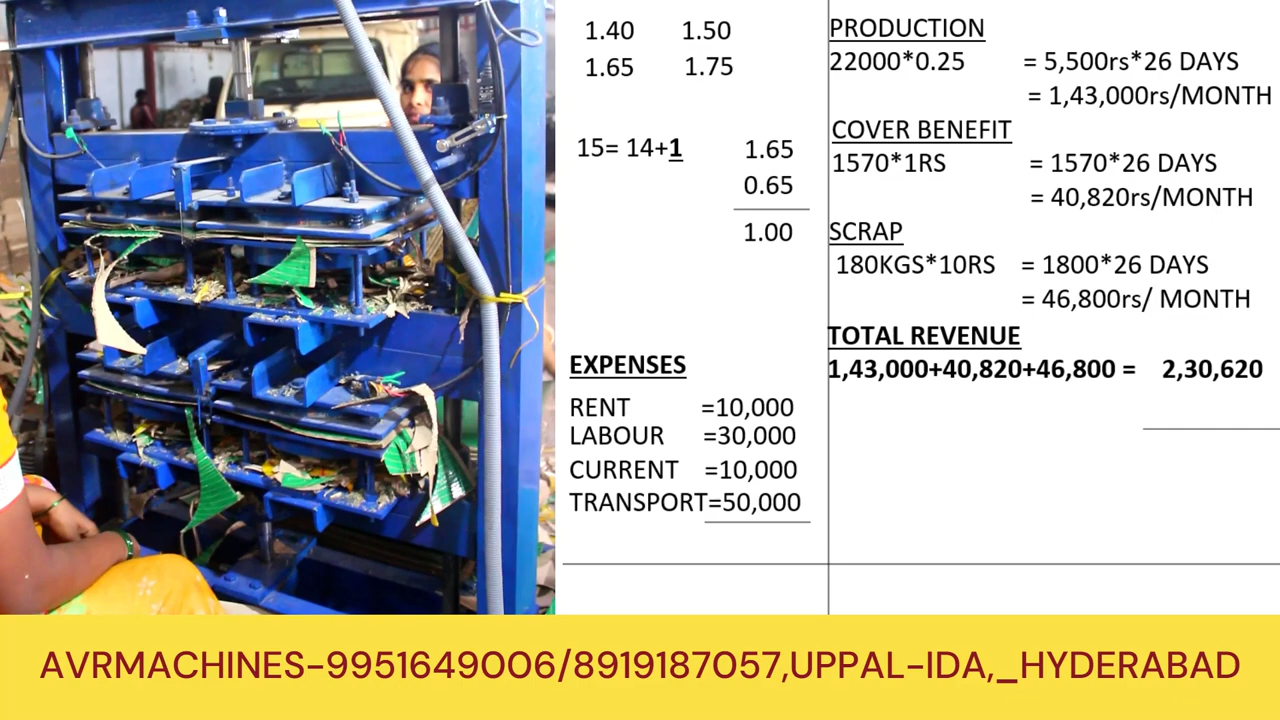 1.40 1.50
1.65 1.75
15= 14+1
1.65
0.65
1.00
EXPENSES
RENT =10,000
LABOUR =30,000
CURRENT =10,000
TRANSPORT=50,000
PRODUCTION
22000*0.25 = 5,500rs*26 DAYS
= 1,43,000rs/MONTH
COVER BENEFIT
1570*1RS = 1570*26 DAYS
= 40,820rs/MONTH
SCRAP
180KGS*10RS = 1800*26 DAYS
= 46,800rs/ MONTH
TOTAL REVENUE
1,43,000+40,820+46,800 = 2,30,620
AVRMACHINES-9951649006/8919187057,UPPAL-IDA,_HYDERABAD